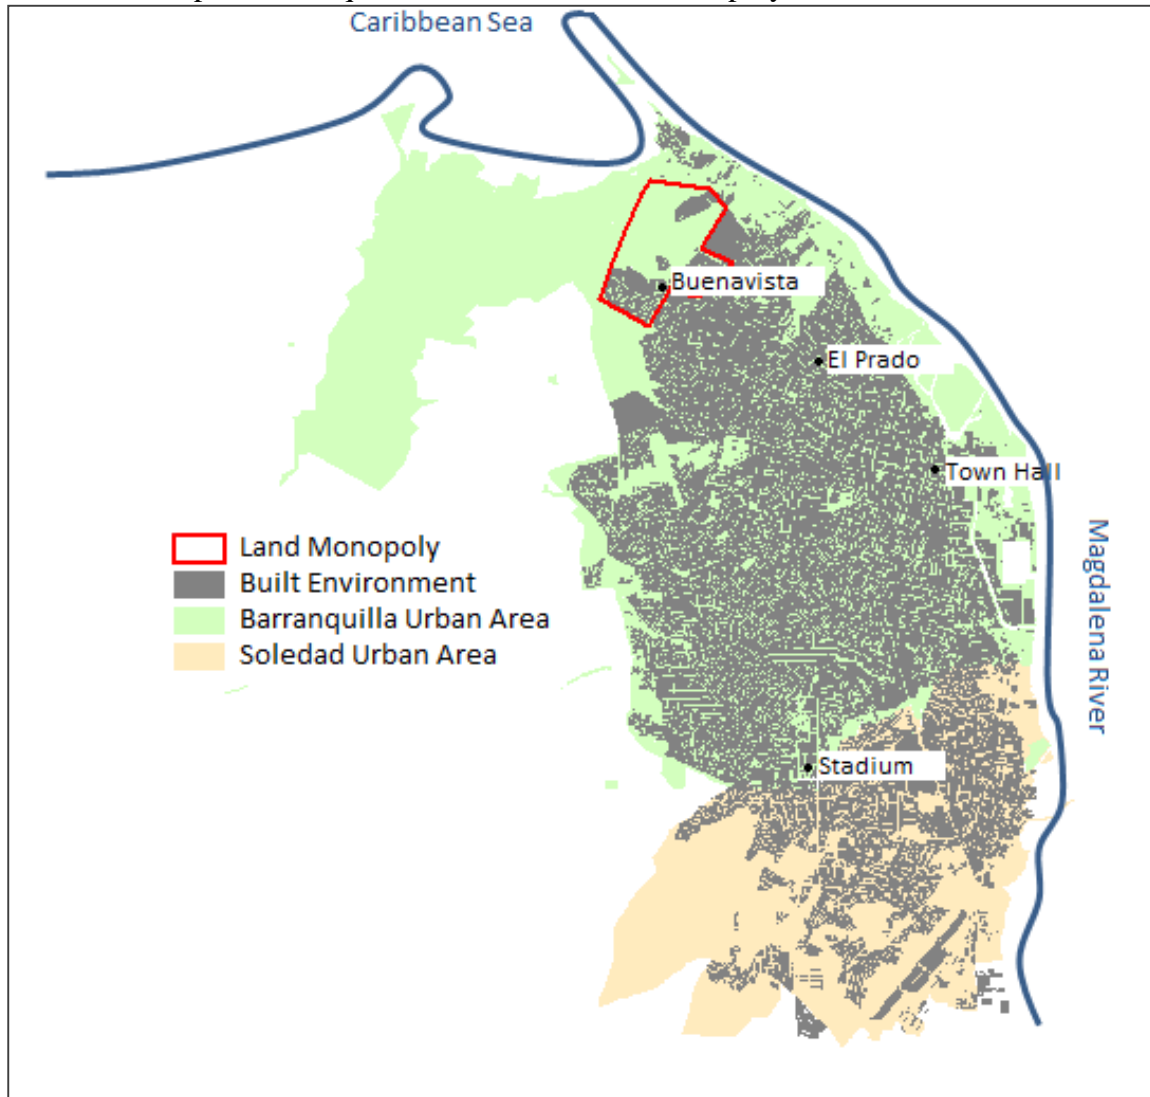 Caribbean Sea
Buenavista
El Prado
Town Hall
Land Monopoly
Built Environment
Barranquilla Urban Area
Soledad Urban Area
Magdalena River
Stadium